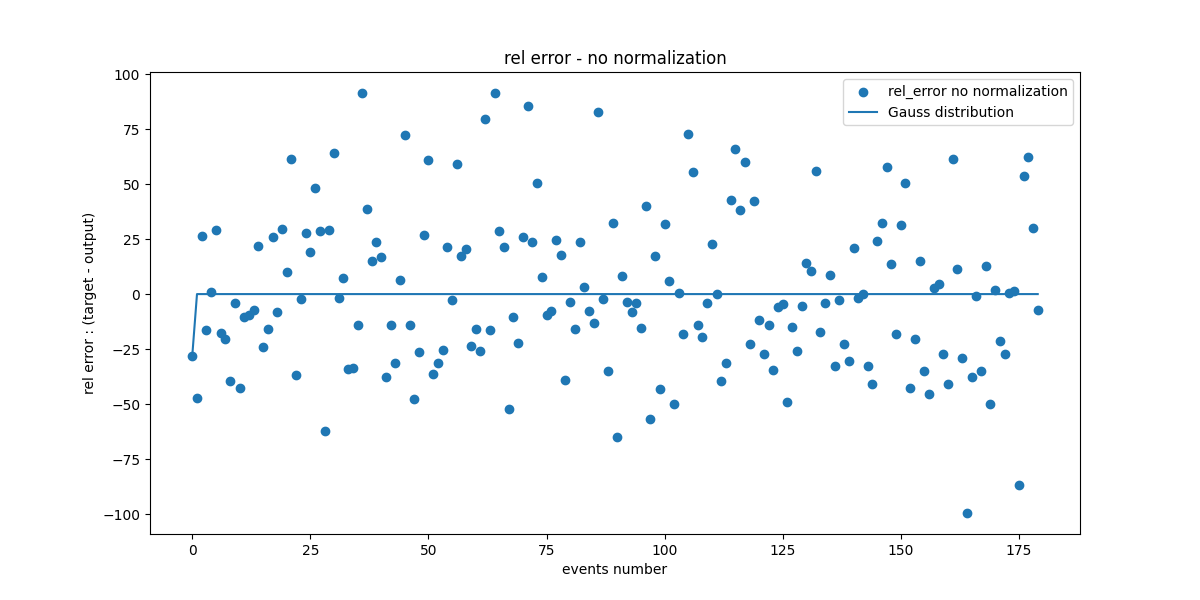 rel error - no normalization
rel_error no normalization
Gauss distribution
rel error : (target - output)
100
75
50
25
0
−25
−50
−75
−100
0 25 50 75 100 125 150 175
events number